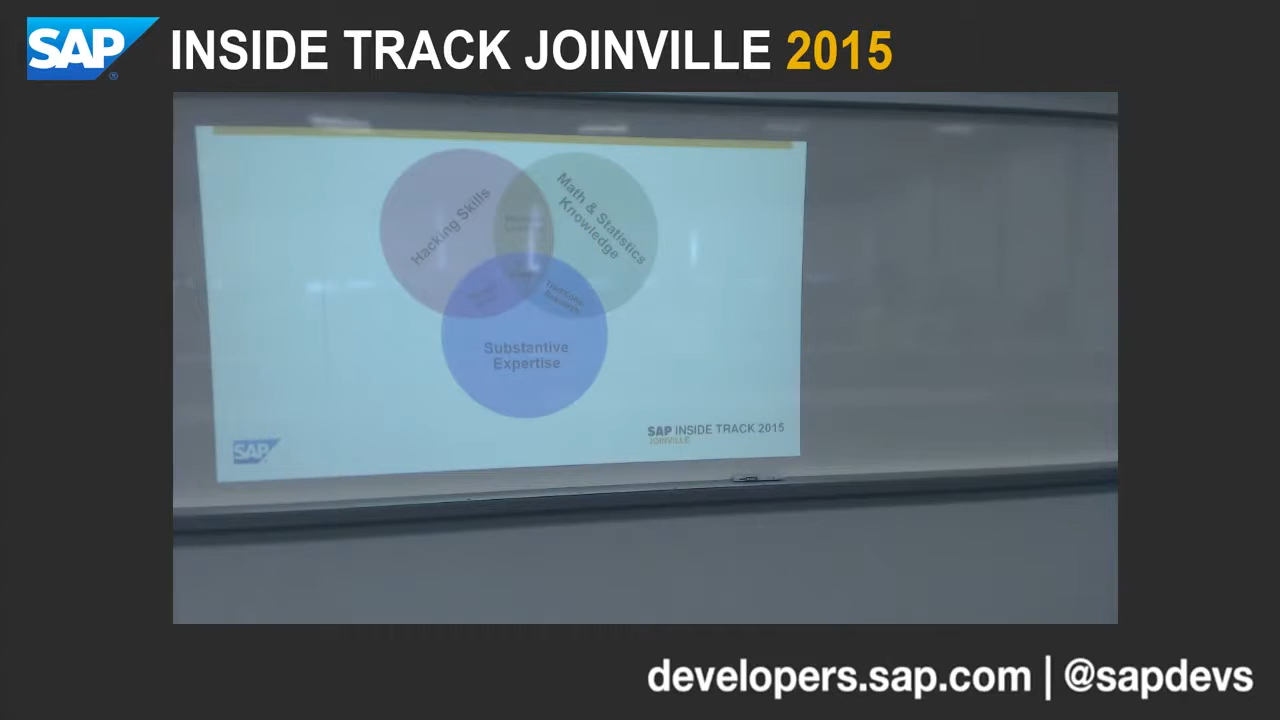 SAP
INSIDE TRACK JOINVILLE 2015
Hacking Skills
Math & Statistics
Knowledge
Substantive
Expertise
SAP
SAP INSIDE TRACK 2015
JOINVILLE
developers.sap.com | @sapdevs